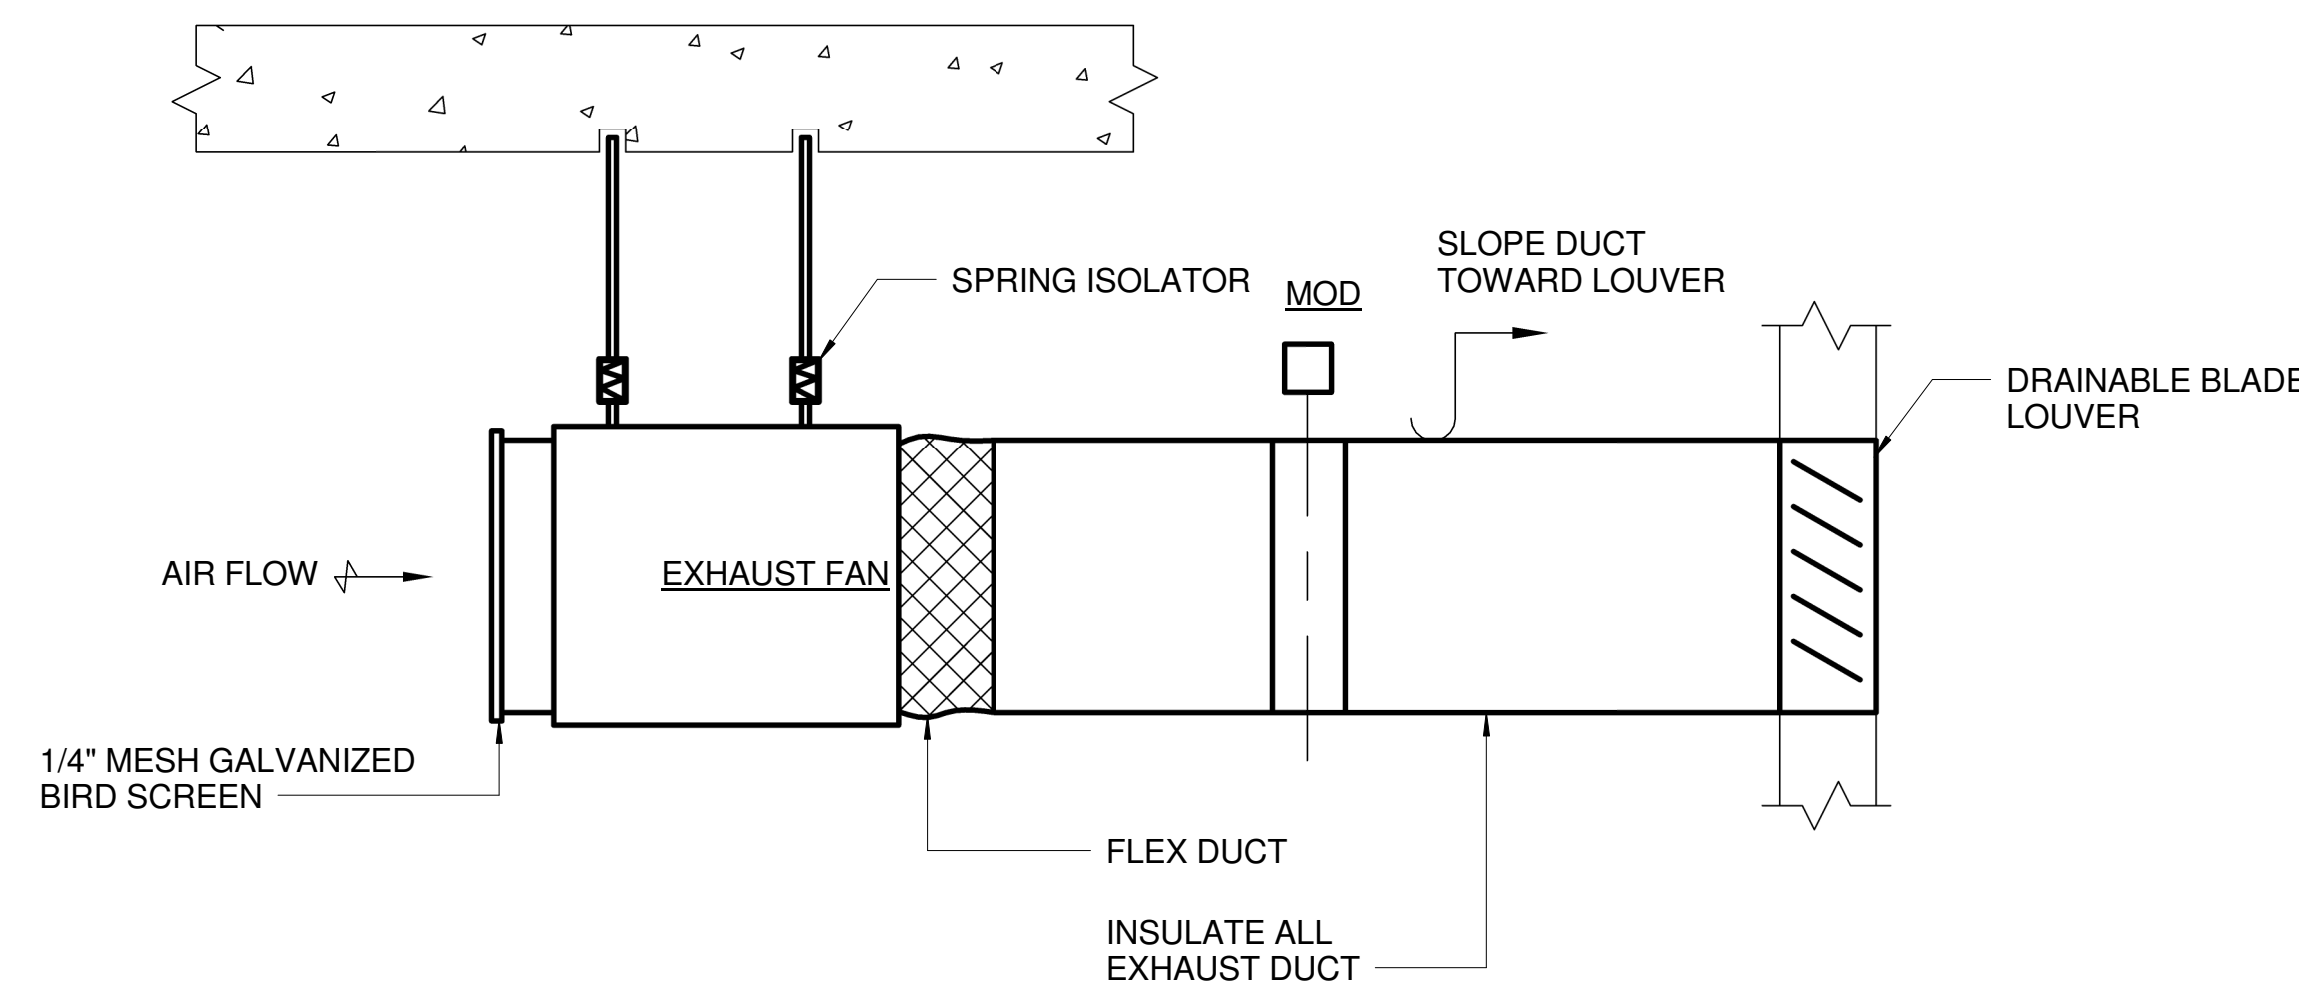 SLOPE DUCT
TOWARD LOUVER
SPRING ISOLATOR
MOD
DRAINABLE BLADE
LOUVER
AIR FLOW
EXHAUST FAN
1/4" MESH GALVANIZED
BIRD SCREEN
FLEX DUCT
INSULATE ALL
EXHAUST DUCT